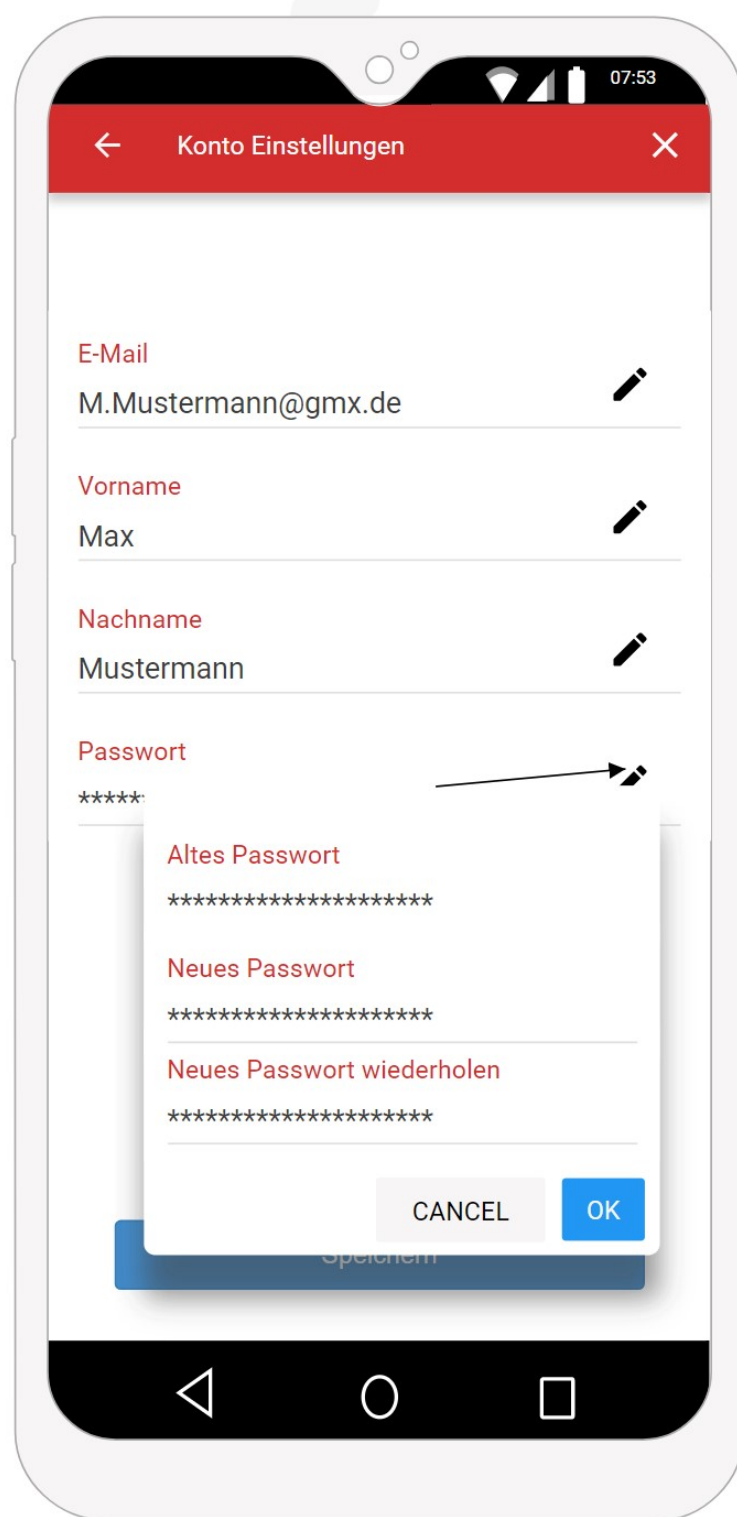 07:53
Konto Einstellungen
E-Mail
M.Mustermann@gmx.de
Vorname
Max
Nachname
Mustermann
Passwort
******
Altes Passwort
*********************
Neues Passwort
*********************
Neues Passwort wiederholen
*********************
CANCEL OK
Speichern